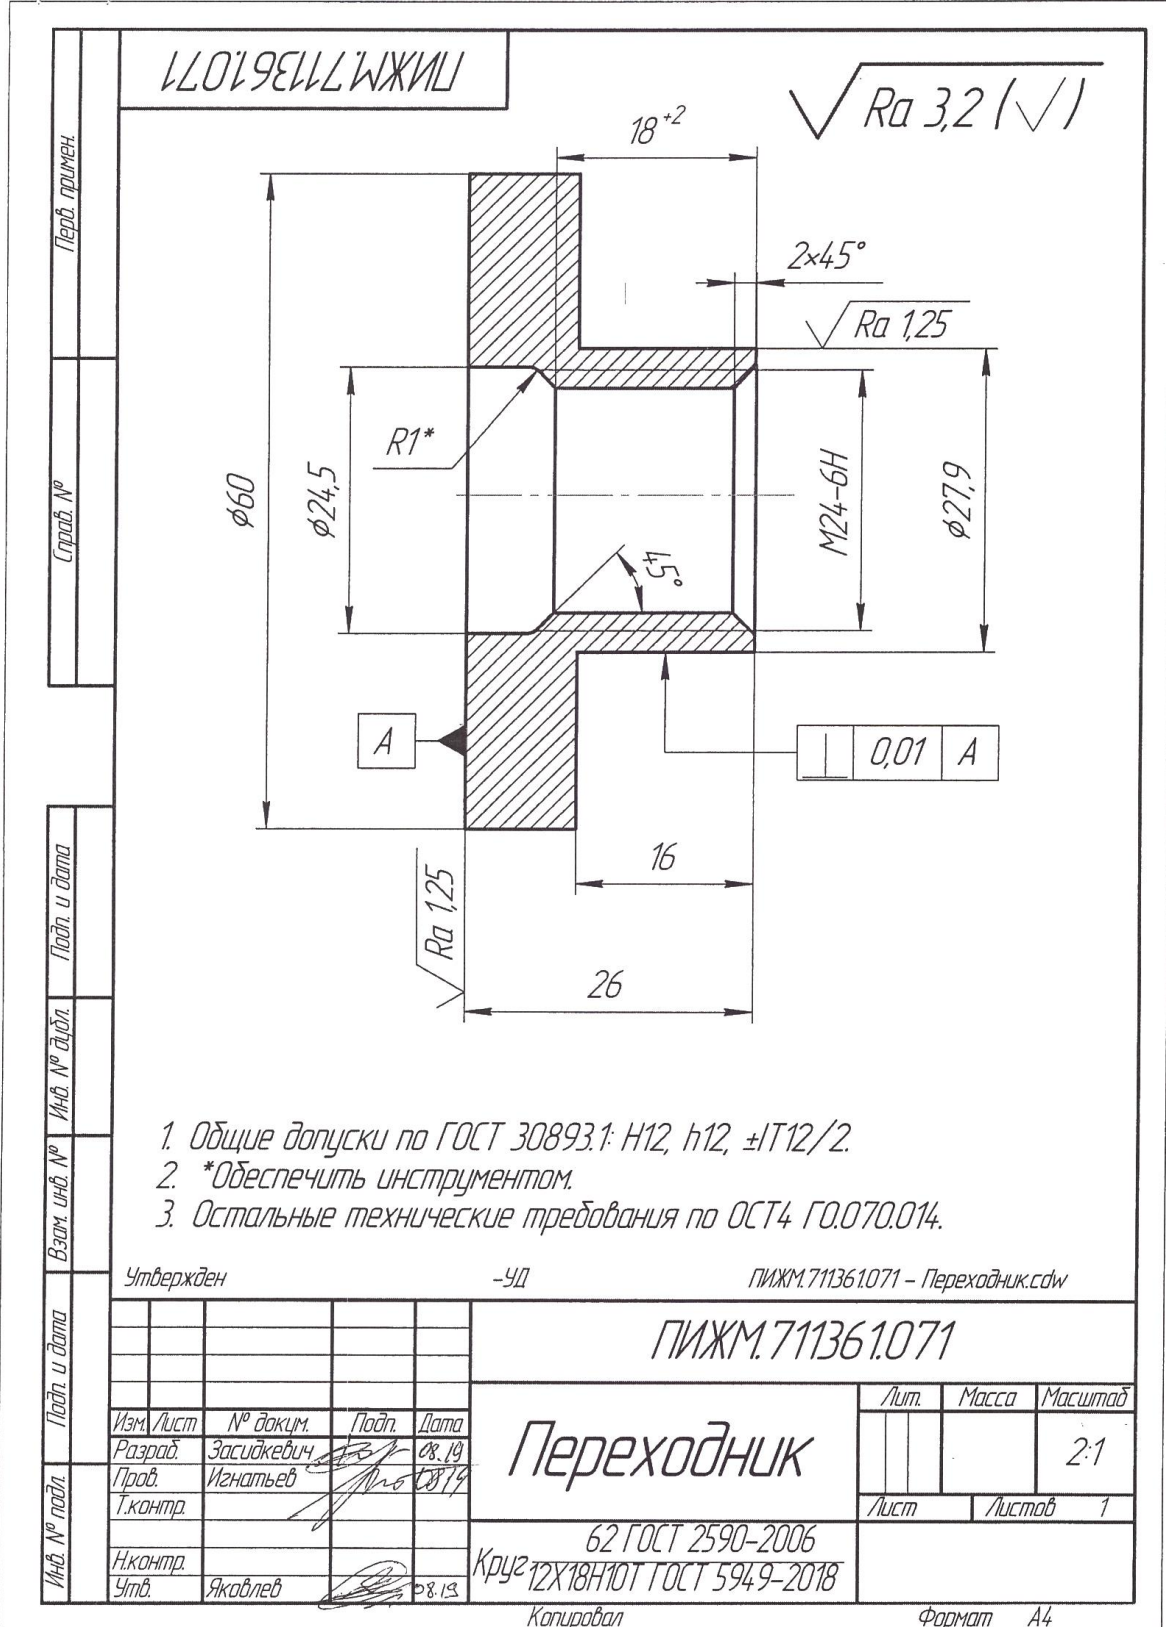 ПИЖМ.711361.071
Ra 3,2 (√)
18⁺²
2×45°
Ra 1,25
R1*
⌀60
⌀24,5
M24-6H
⌀27,9
45°
A
⊥ 0,01 A
16
Ra 1,25
26
1. Общие допуски по ГОСТ 30893.1: H12, h12, ±IT12/2.
2. *Обеспечить инструментом.
3. Остальные технические требования по ОСТ4 ГО.070.014.
Утвержден -УД ПИЖМ.711361.071 - Переходник.cdw
Перв. примен.
Справ. №
Подп. и дата
Инв. № дубл.
Взам. инв. №
Подп. и дата
Инв. № подл.
ПИЖМ.711361.071
Изм. Лист № докум. Подп. Дата
Разраб. Засидкевич 08.19
Пров. Игнатьев 08.19
Т.контр.
Н.контр.
Утв. Яковлев 08.19
Переходник
Лит. Масса Масштаб
2:1
Лист Листов 1
Круг 62 ГОСТ 2590-2006
12Х18Н10Т ГОСТ 5949-2018
Копировал Формат А4